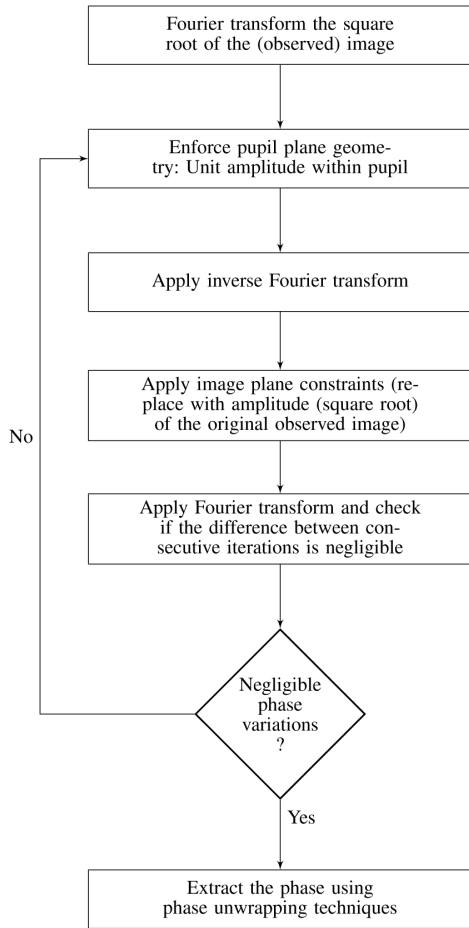 Fourier transform the square
root of the (observed) image
Enforce pupil plane geome-
try: Unit amplitude within pupil
Apply inverse Fourier transform
Apply image plane constraints (re-
place with amplitude (square root)
of the original observed image)
No
Apply Fourier transform and check
if the difference between con-
secutive iterations is negligible
Negligible
phase
variations
?
Yes
Extract the phase using
phase unwrapping techniques